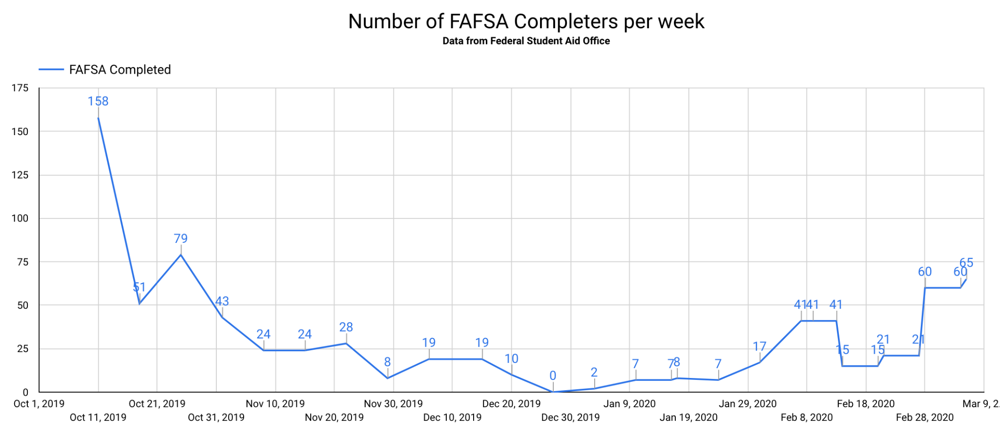 Number of FAFSA Completers per week
Data from Federal Student Aid Office
FAFSA Completed
175
150
125
100
75
50
25
0
158
51
79
43
24
24
28
8
19
19
10
0
2
7
7
8
7
17
41
41
41
15
15
21
21
60
60
65
Oct 1, 2019
Oct 11, 2019
Oct 21, 2019
Oct 31, 2019
Nov 10, 2019
Nov 20, 2019
Nov 30, 2019
Dec 10, 2019
Dec 20, 2019
Dec 30, 2019
Jan 9, 2020
Jan 19, 2020
Jan 29, 2020
Feb 8, 2020
Feb 18, 2020
Feb 28, 2020
Mar 9, 2